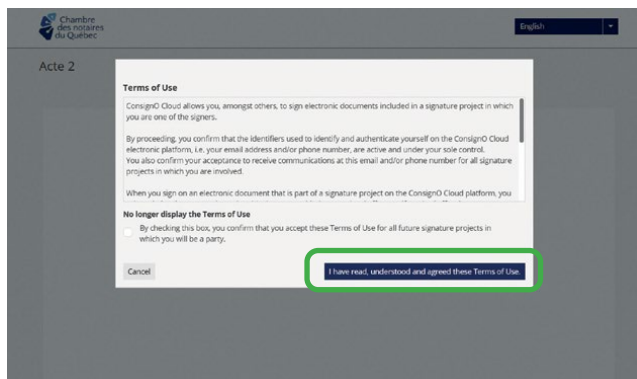 Chambre
des notaires
du Québec
English
Acte 2
Terms of Use
ConsignO Cloud allows you, amongst others, to sign electronic documents included in a signature project in which
you are one of the signers.
By proceeding, you confirm that the identifiers used to identify and authenticate yourself on the ConsignO Cloud
electronic platform, i.e. your email address and/or phone number, are active and under your sole control.
You also confirm your acceptance to receive communications at this email and/or phone number for all signature
projects in which you are involved.
When you sign on an electronic document that is part of a signature project on the ConsignO Cloud platform, you
No longer display the Terms of Use
By checking this box, you confirm that you accept these Terms of Use for all future signature projects in
which you will be a party.
Cancel
I have read, understood and agreed these Terms of Use.